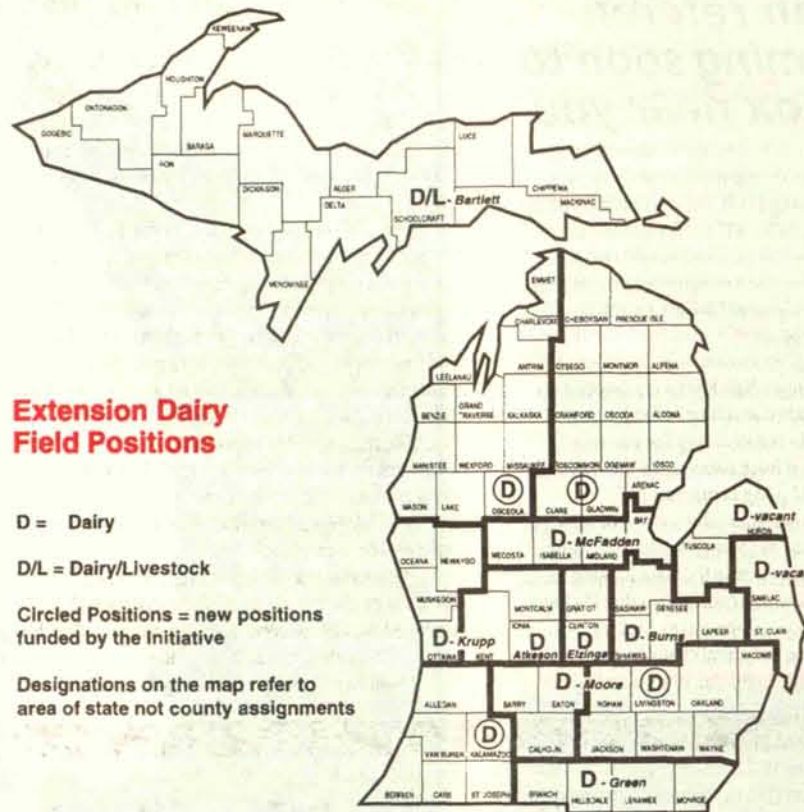 KEWEENAW
HOUGHTON
ONTONAGON
GOGEBIC
BARAGA
MARQUETTE
LUCE
IRON
DICKINSON
ALGER
DELTA
D/L - Bartlett
SCHOOLCRAFT
CHIPPEWA
MACKINAC
MENOMINEE
EMMET
CHARLEVOIX
CHEBOYGAN
PRESQUE ISLE
ANTRIM
OTSEGO
MONTMOR
ALPENA
LEELANAU
BENZIE
GRAND TRAVERSE
KALKASKA
CRAWFORD
OSCODA
ALCONA
MANISTEE
WEXFORD
MISSAUKEE
ROSCOMMON
OGEMAW
IOSCO
MASON
LAKE
D
OSCEOLA
D
CLARE
GLADWIN
ARENAC
BAY
Extension Dairy
Field Positions
D = Dairy
D/L = Dairy/Livestock
Circled Positions = new positions
funded by the Initiative
Designations on the map refer to
area of state not county assignments
OCEANA
NEWAYGO
MECOSTA
D - McFadden
ISABELLA
MIDLAND
D -vacant
HURON
TUSCOLA
D -vaca
SANILAC
MUSKEGON
MONTCALM
GRATIOT
SAGINAW
GENESEE
LAPEER
ST. CLAIR
D - Krupp
OTTAWA
KENT
IONIA
D
Atkeson
CLINTON
D
Elzinga
D - Burns
SHIAWAS
MACOMB
ALLEGAN
BARRY
EATON
D - Moore
INGHAM
D
LIVINGSTON
OAKLAND
VAN BUREN
D
KALAMAZOO
CALHOUN
JACKSON
WASHTENAW
WAYNE
BERRIEN
CASS
ST JOSEPH
BRANCH
D - Green
HILLSDALE
LENAWEE
MONROE